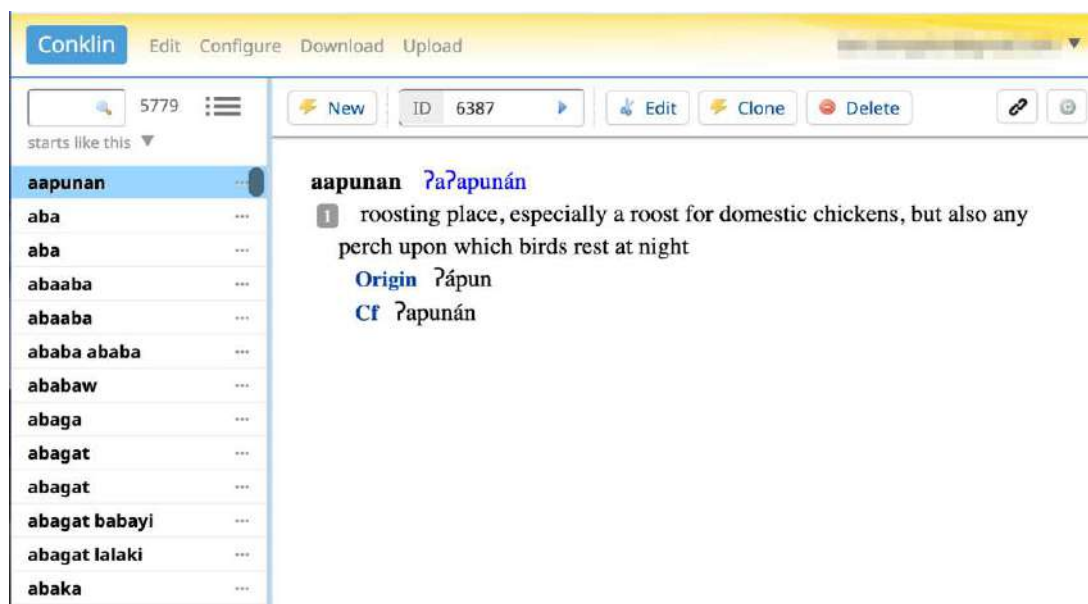 Conklin Edit Configure Download Upload
5779
New ID 6387 Edit Clone Delete
starts like this
aapunan ...
aba ...
aba ...
abaaba ...
abaaba ...
ababa ababa ...
ababaw ...
abaga ...
abagat ...
abagat ...
abagat babayi ...
abagat lalaki ...
abaka ...
aapunan ʔaʔapunán
1 roosting place, especially a roost for domestic chickens, but also any
perch upon which birds rest at night
Origin ʔápun
Cf ʔapunán